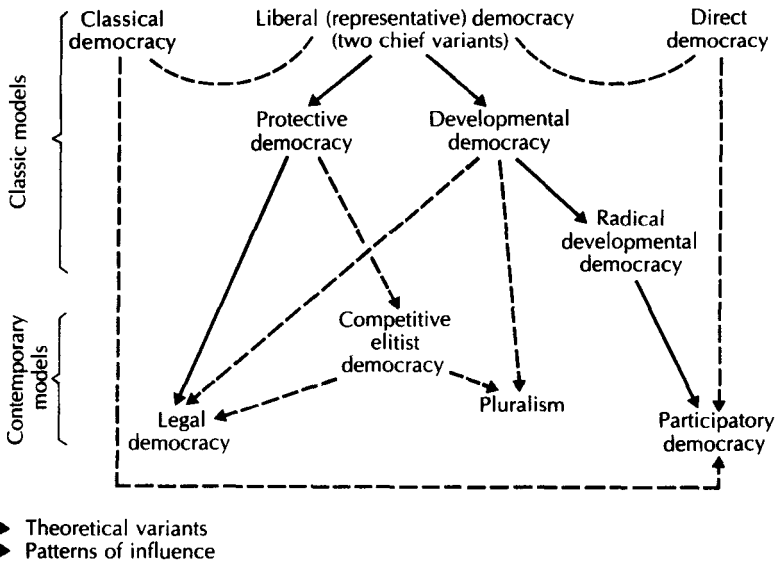 Classical
democracy
Liberal (representative) democracy
(two chief variants)
Direct
democracy
Classic models
Protective
democracy
Developmental
democracy
Radical
developmental
democracy
Contemporary
models
Competitive
elitist
democracy
Legal
democracy
Pluralism
Participatory
democracy
Theoretical variants
Patterns of influence